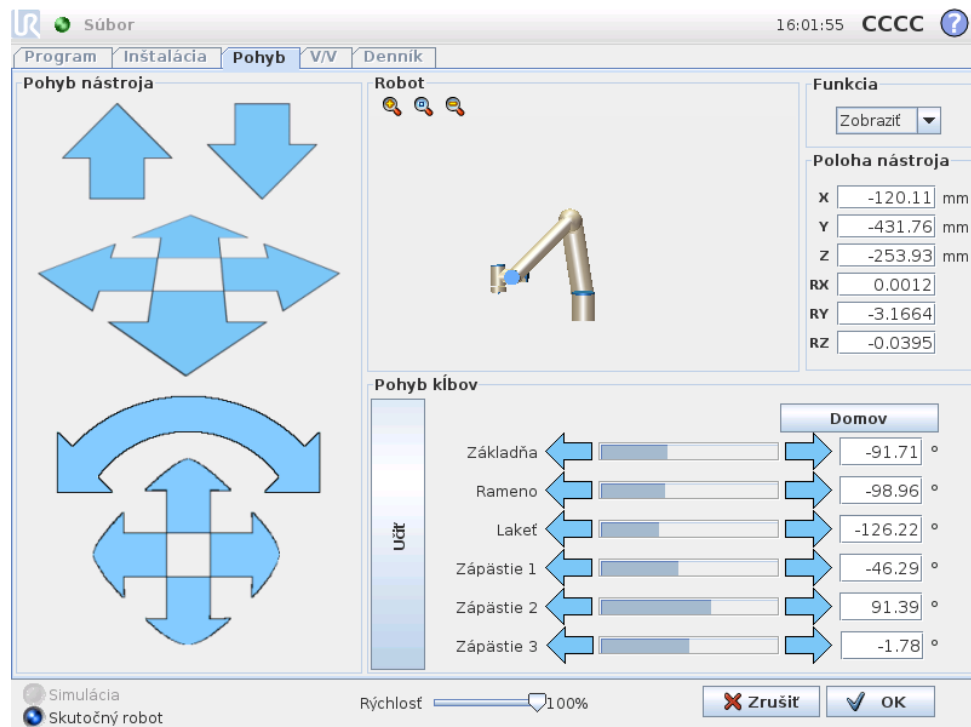 UR Súbor 16:01:55 CCCC ?
Program Inštalácia Pohyb V/V Denník
Pohyb nástroja
Robot
Funkcia
Zobraziť
Poloha nástroja
X -120.11 mm
Y -431.76 mm
Z -253.93 mm
RX 0.0012
RY -3.1664
RZ -0.0395
Pohyb kĺbov
Domov
Učiť
Základňa -91.71 °
Rameno -98.96 °
Lakeť -126.22 °
Zápästie 1 -46.29 °
Zápästie 2 91.39 °
Zápästie 3 -1.78 °
Simulácia
Skutočný robot
Rýchlosť 100%
Zrušiť
OK